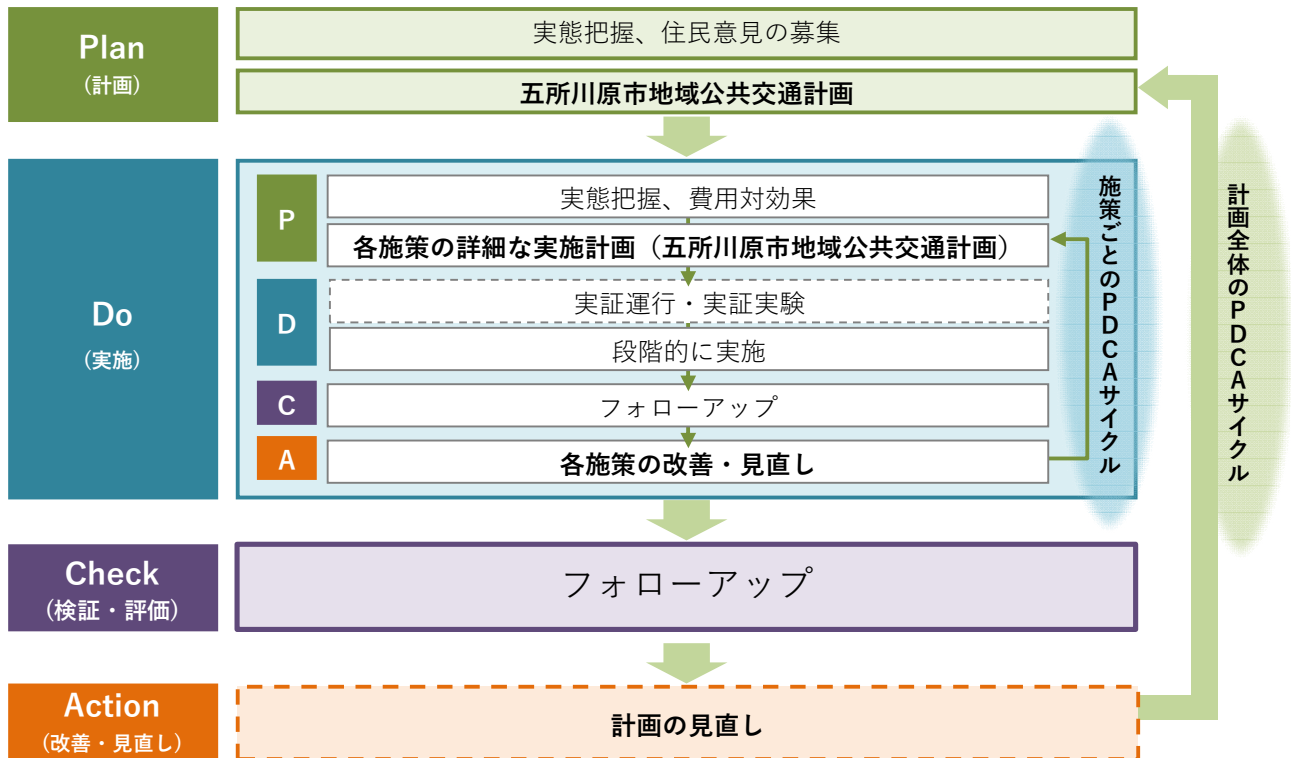 Plan
(計画)
実態把握、住民意見の募集
五所川原市地域公共交通計画
Do
(実施)
P
実態把握、費用対効果
各施策の詳細な実施計画（五所川原市地域公共交通計画）
D
実証運行・実証実験
段階的に実施
C
フォローアップ
A
各施策の改善・見直し
施策ごとのPDCAサイクル
計画全体のPDCAサイクル
Check
(検証・評価)
フォローアップ
Action
(改善・見直し)
計画の見直し